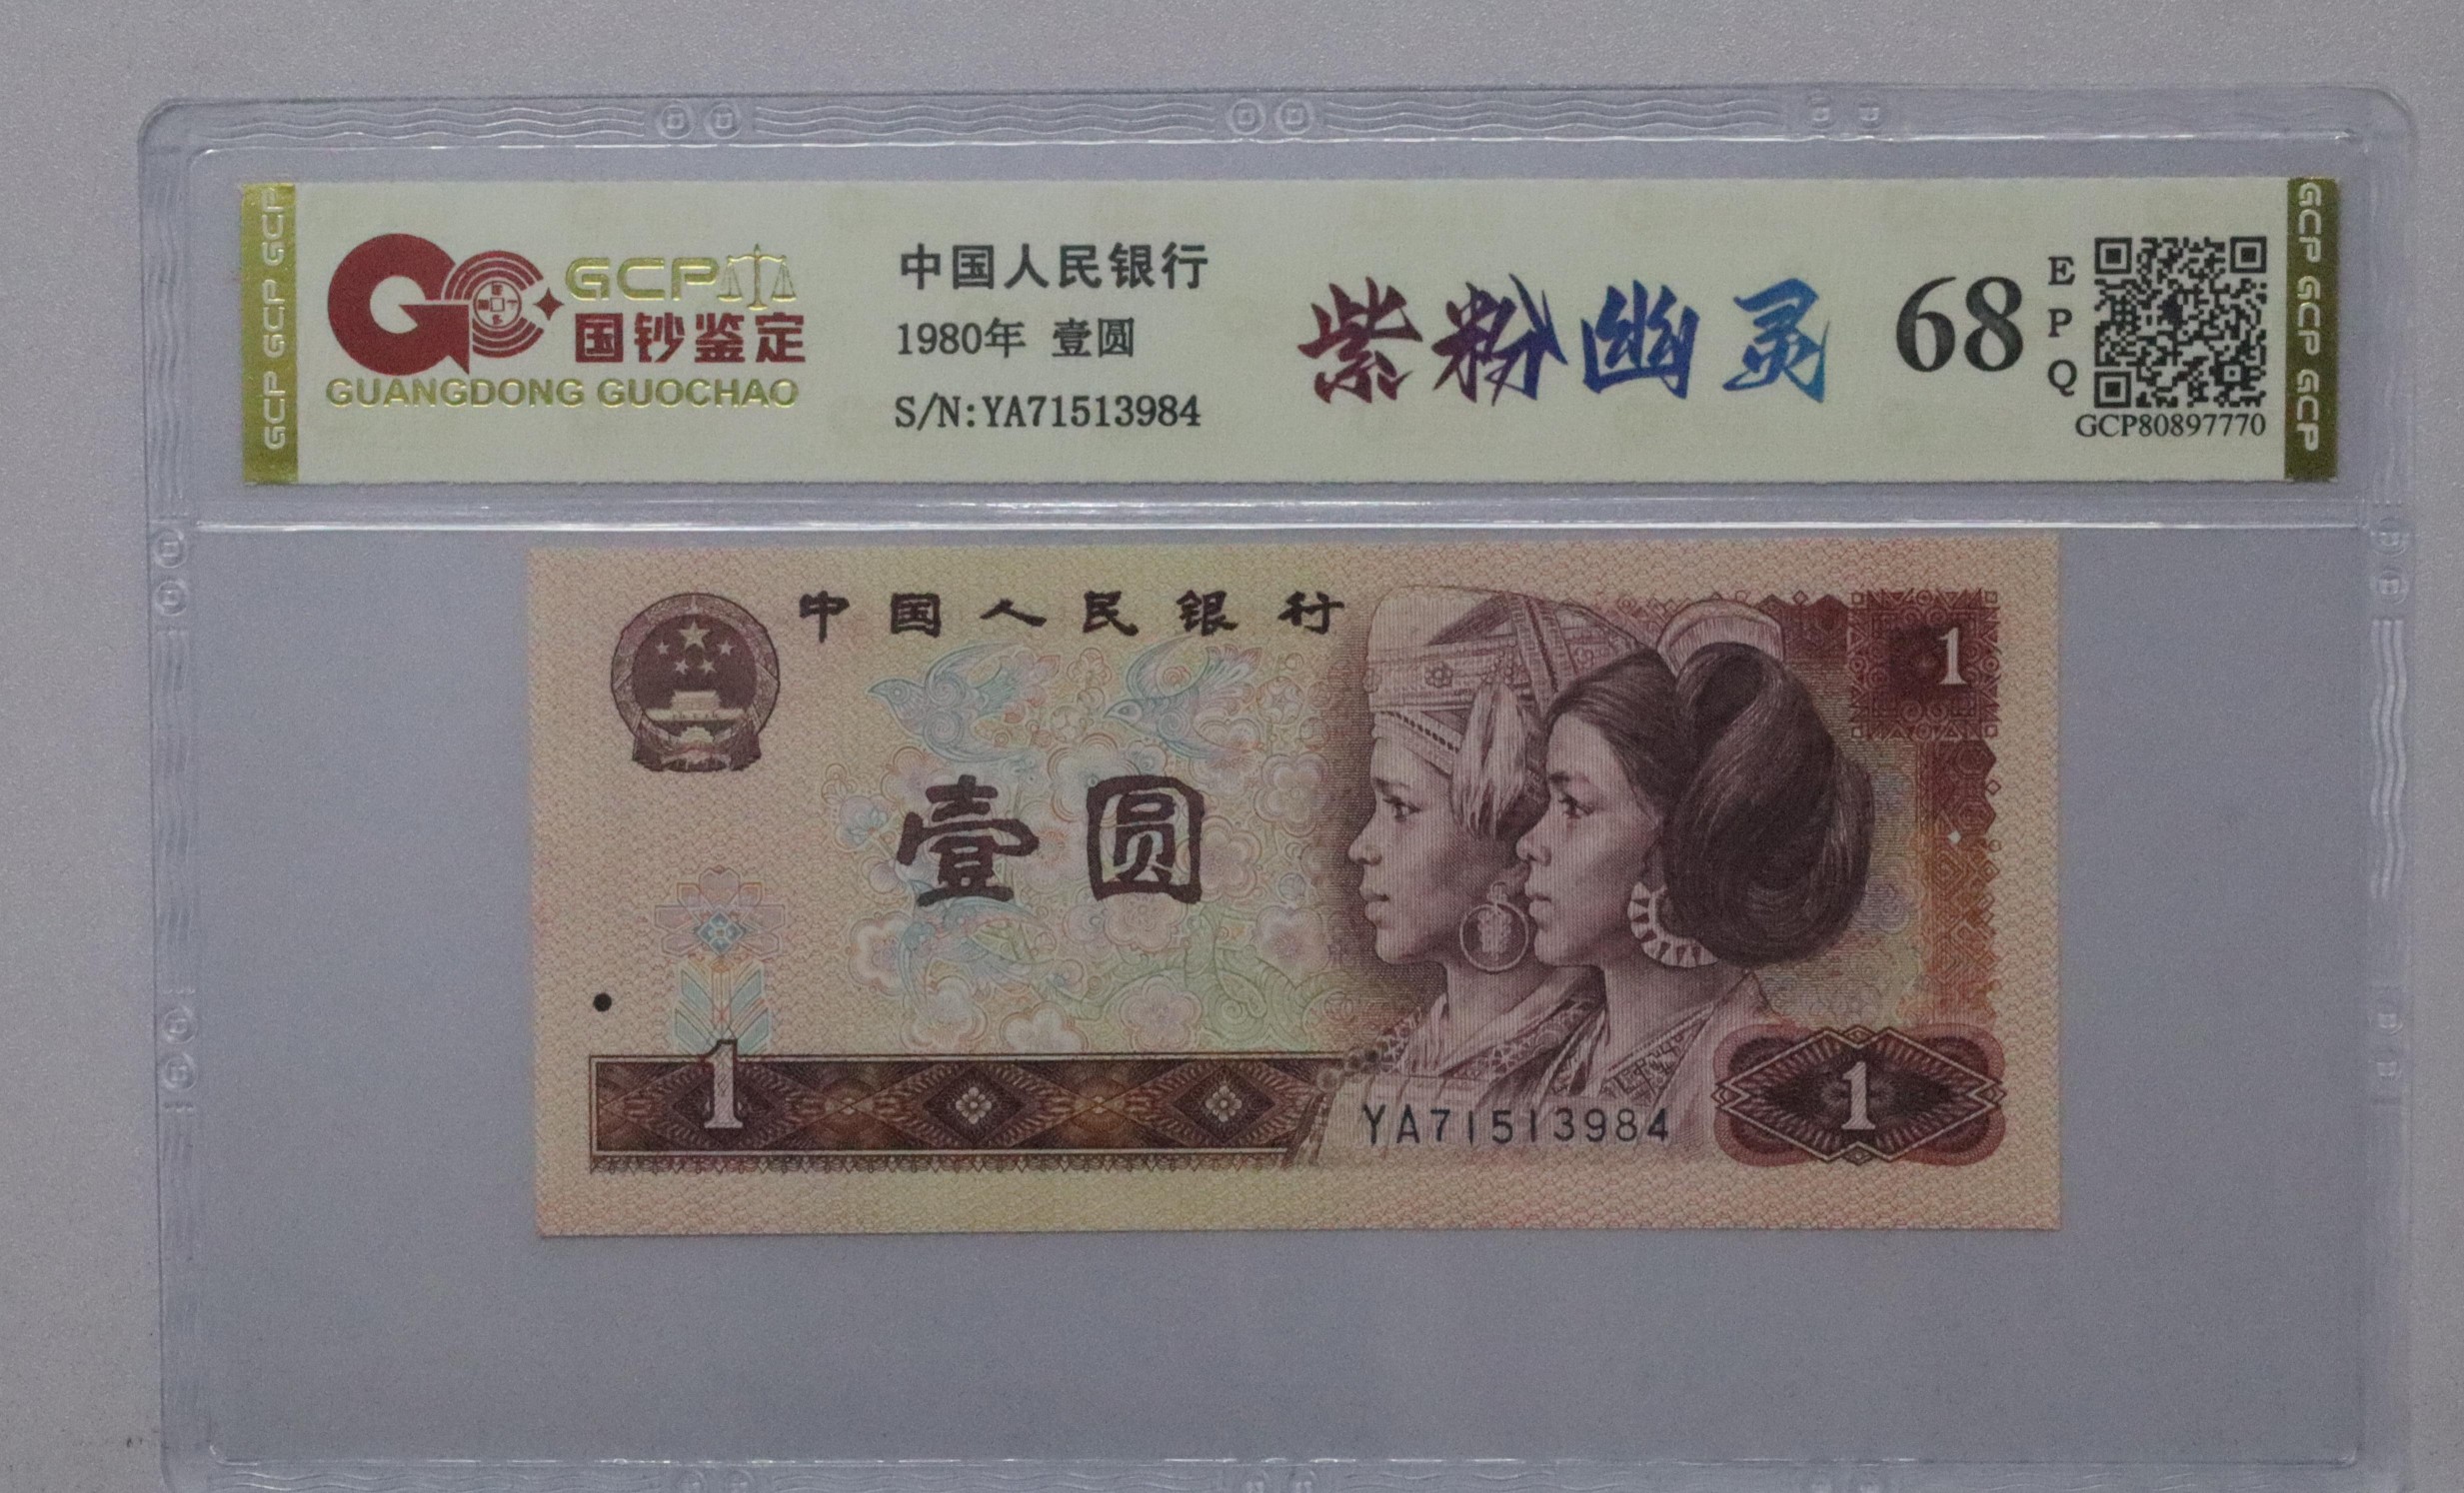 GCP GCP GCP
GCP
国钞鉴定
GUANGDONG GUOCHAO
中国人民银行
1980年 壹圆
S/N:YA71513984
紫粉幽灵
68
EPQ
GCP80897770
GCP GCP GCP
中国人民银行
1
壹圆
1
YA71513984
1